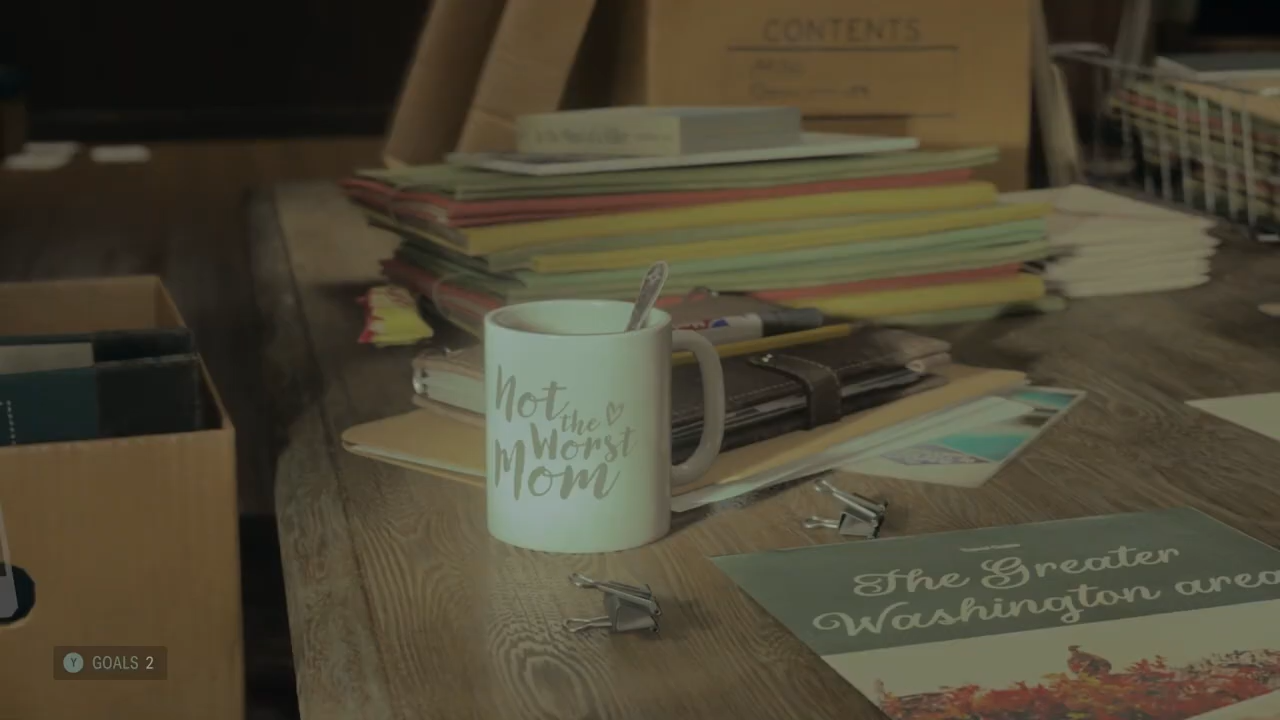 CONTENTS
Not
the
Worst
Mom
The Greater
Washington area
GOALS 2
Y